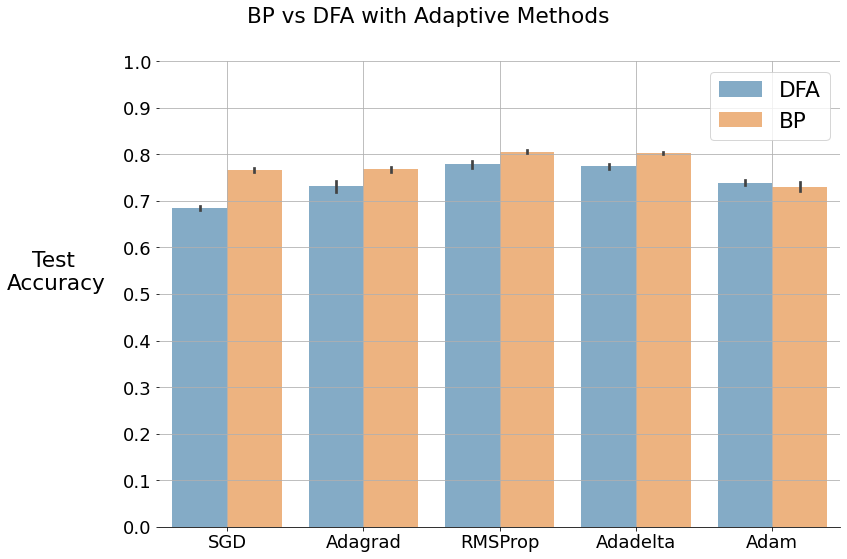 BP vs DFA with Adaptive Methods
1.0
0.9
0.8
0.7
0.6
0.5
0.4
0.3
0.2
0.1
0.0
Test
Accuracy
DFA
BP
SGD
Adagrad
RMSProp
Adadelta
Adam